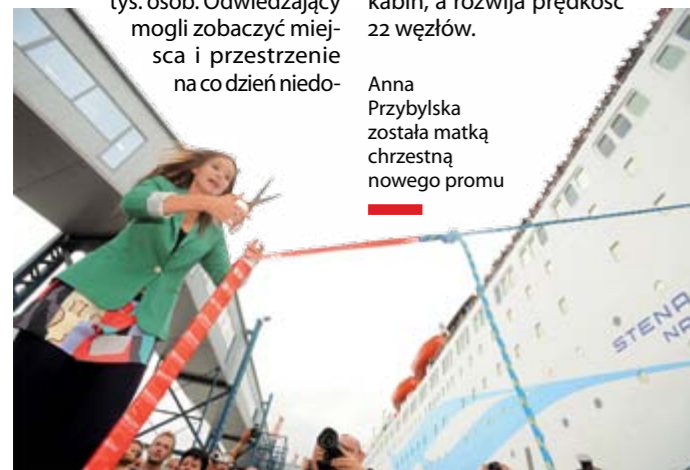 tys. osób. Odwiedzający
mogli zobaczyć miej-
sca i przestrzenie
na co dzień niedo-
kabin, a rozwija prędkość
22 węzłów.
Anna
Przybylska
została matką
chrzestną
nowego promu
STENA